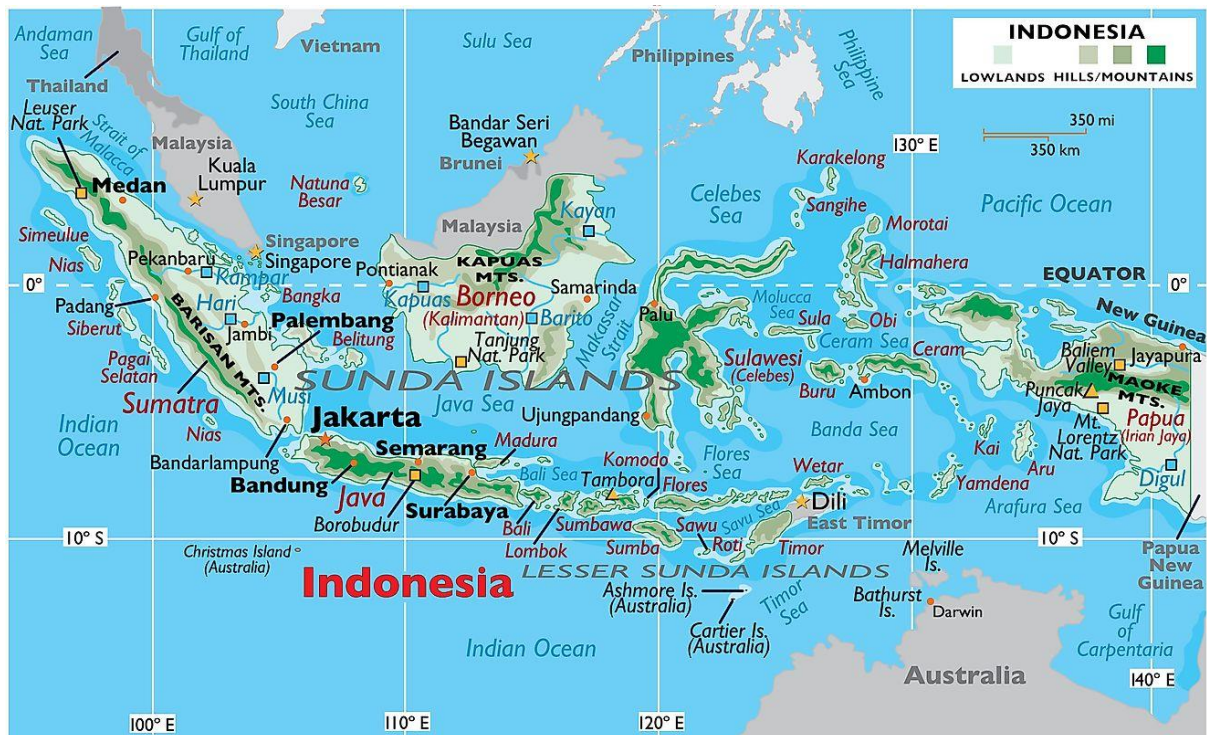 Andaman
Sea
Gulf of
Thailand
Vietnam
Sulu Sea
Philippines
Philippine
Sea
INDONESIA
LOWLANDS HILLS/MOUNTAINS
350 mi
350 km
Thailand
Leuser
Nat. Park
Strait of
Malacca
South China
Sea
Malaysia
Kuala
Lumpur
Natuna
Besar
Bandar Seri
Begawan
Brunei
Malaysia
Kayan
Celebes
Sea
Karakelong
Sangihe
130° E
Morotai
Pacific Ocean
Halmahera
Medan
Simeulue
Nias
Singapore
Singapore
Pekanbaru
Kampar
0°
Padang
Hari
Bangka
Siberut
Jambi
Palembang
Belitung
BARISAN MTS.
Pagai
Selatan
Sumatra
Musi
Nias
Indian
Ocean
Bandarlampung
Pontianak
KAPUAS
MTS.
Kapuas
Borneo
(Kalimantan)
Samarinda
Barito
Tanjung
Nat. Park
Makassar
Strait
Palu
Molucca
Sea
Sula
Obi
Ceram Sea
Ceram
EQUATOR
0°
New Guinea
Sulawesi
(Celebes)
Buru
Ambon
Baliem
Valley
Jayapura
MAOKE
MTS.
Puncak
Jaya
Papua
(Irian Jaya)
Mt.
Lorentz
Nat. Park
SUNDA ISLANDS
Java Sea
Ujungpandang
Banda Sea
Kai
Aru
Yamdena
Digul
Arafura Sea
Jakarta
Semarang
Madura
Bandung
Java
Borobudur
Surabaya
Bali Sea
Bali
Lombok
Komodo
Tambora
Flores
Flores
Sea
Sumbawa
Sumba
Sawu
Savu Sea
Roti
Wetar
Dili
East Timor
Timor
10° S
10° S
Christmas Island
(Australia)
Indonesia
LESSER SUNDA ISLANDS
Ashmore Is.
(Australia)
Cartier Is.
(Australia)
Timor
Sea
Melville
Is.
Bathurst
Is.
Darwin
Papua
New
Guinea
Gulf
of
Carpentaria
Indian Ocean
Australia
100° E
110° E
120° E
140° E